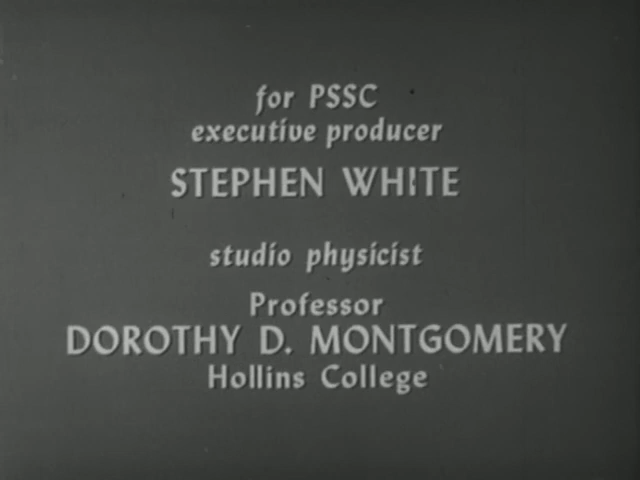 for PSSC
executive producer
STEPHEN WHITE
studio physicist
Professor
DOROTHY D. MONTGOMERY
Hollins College